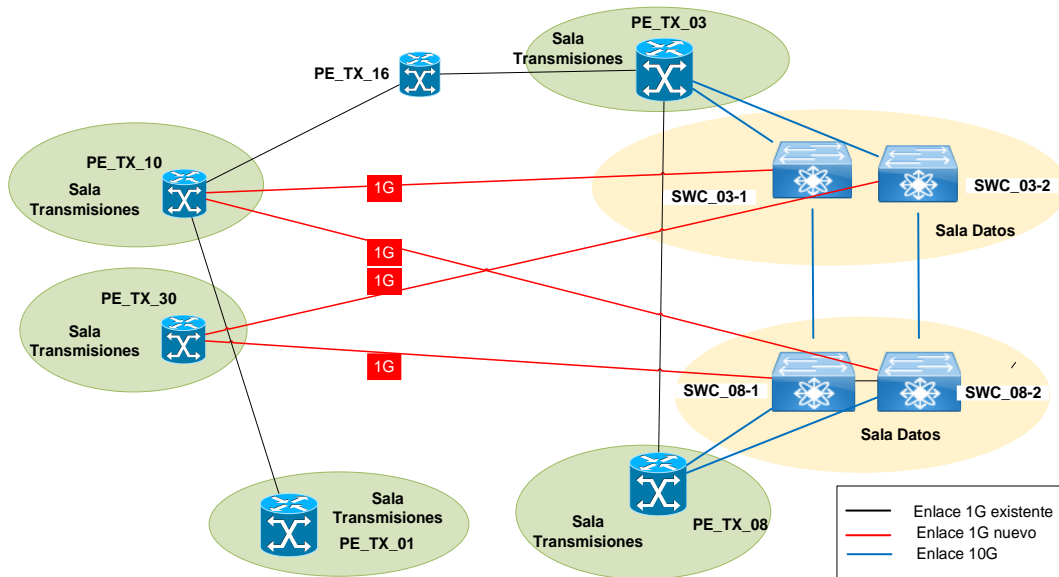 PE_TX_03
Sala
Transmisiones
PE_TX_16
PE_TX_10
Sala
Transmisiones
1G
SWC_03-1
SWC_03-2
Sala Datos
1G
1G
PE_TX_30
Sala
Transmisiones
1G
SWC_08-1
SWC_08-2
Sala Datos
Sala
Transmisiones
PE_TX_01
Sala
Transmisiones
PE_TX_08
Enlace 1G existente
Enlace 1G nuevo
Enlace 10G